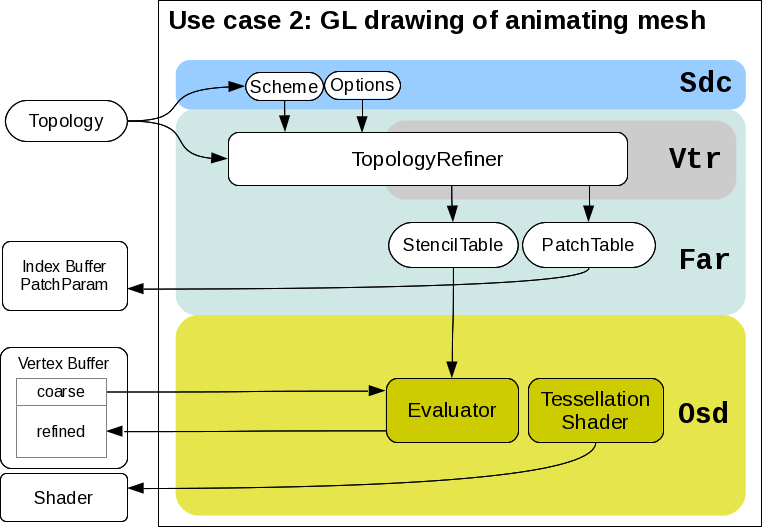 Use case 2: GL drawing of animating mesh
Sdc
Scheme
Options
Topology
TopologyRefiner
Vtr
StencilTable
PatchTable
Far
Index Buffer
PatchParam
Vertex Buffer
coarse
refined
Evaluator
Tessellation
Shader
Osd
Shader